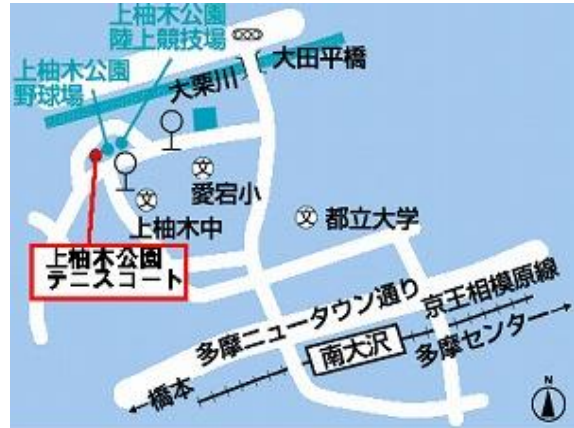 上柚木公園
陸上競技場
上柚木公園
野球場
大栗川
大田平橋
文
愛宕小
文
上柚木中
文
都立大学
上柚木公園
テニスコート
多摩ニュータウン通り
京王相模原線
南大沢
多摩センター→
←橋本
N